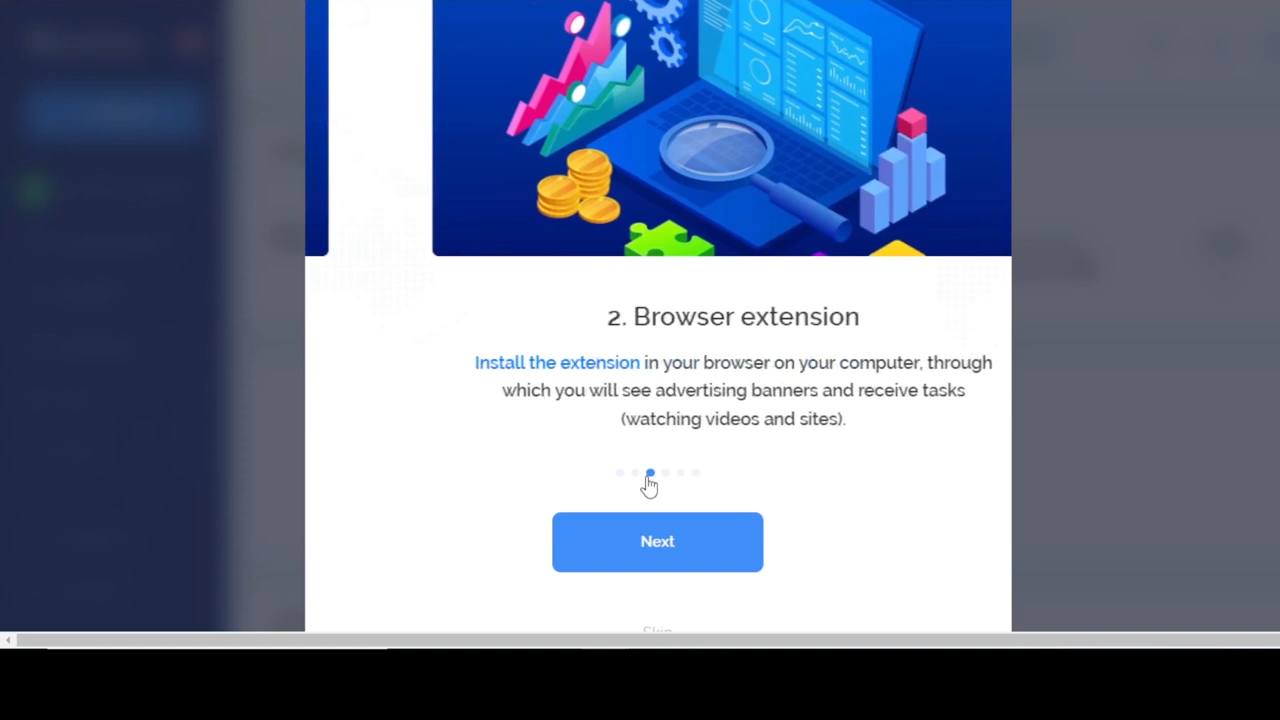 2. Browser extension
Install the extension in your browser on your computer, through
which you will see advertising banners and receive tasks
(watching videos and sites).
Next
Skip